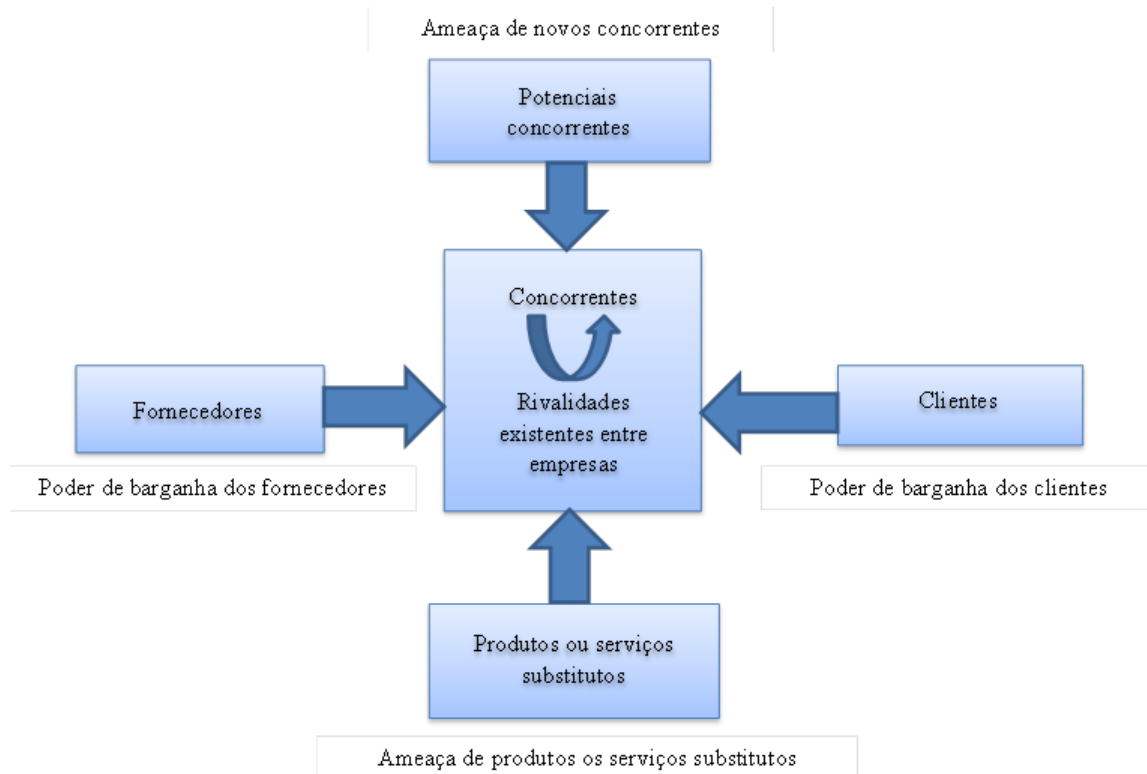 Ameaça de novos concorrentes
Potenciais
concorrentes
Concorrentes
Rivalidades
existentes entre
empresas
Fornecedores
Poder de barganha dos fornecedores
Clientes
Poder de barganha dos clientes
Produtos ou serviços
substitutos
Ameaça de produtos os serviços substitutos